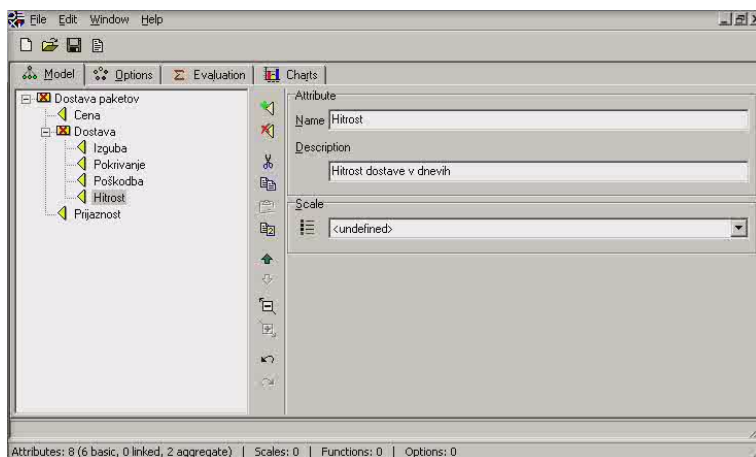 File Edit Window Help
Model Options Σ Evaluation Charts
Dostava paketov
Cena
Dostava
Izguba
Pokrivanje
Poškodba
Hitrost
Prijaznost
Attribute
Name Hitrost
Description
Hitrost dostave v dnevih
Scale
<undefined>
Attributes: 8 (6 basic, 0 linked, 2 aggregate) | Scales: 0 | Functions: 0 | Options: 0